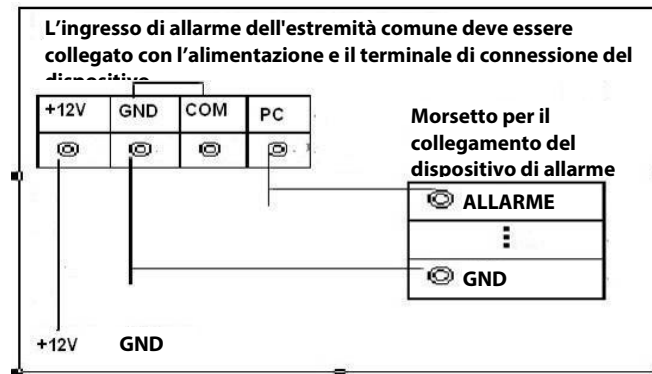 L'ingresso di allarme dell'estremità comune deve essere
collegato con l'alimentazione e il terminale di connessione del
dispositivo
+12V GND COM PC
Morsetto per il
collegamento del
dispositivo di allarme
ALLARME
GND
+12V GND